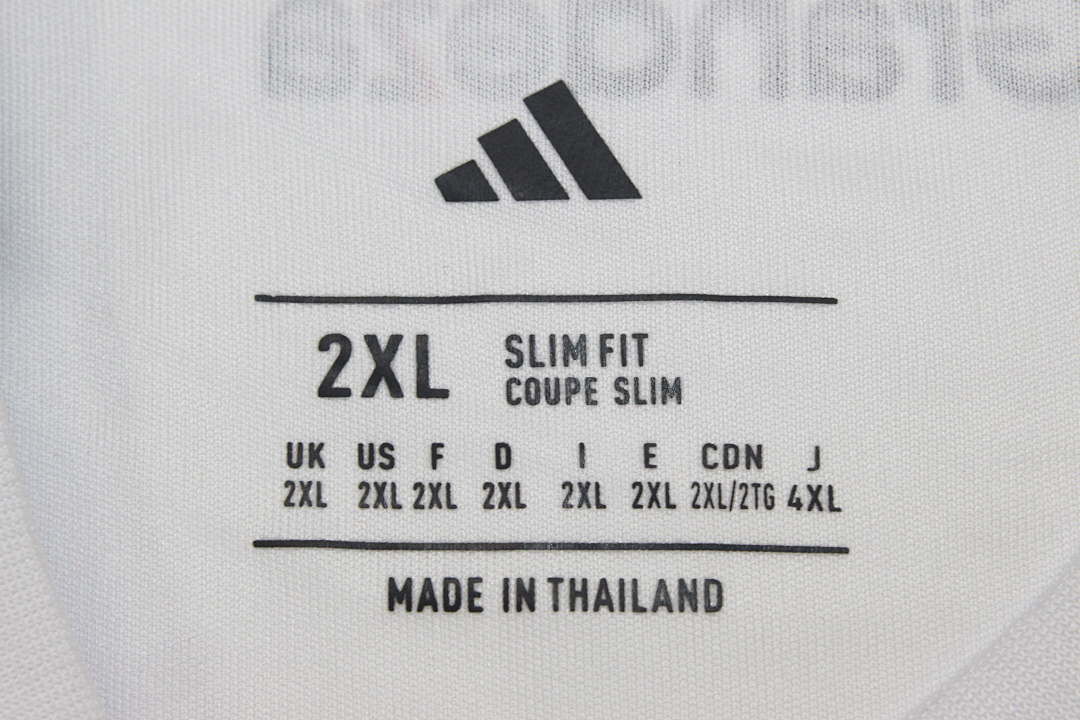 2XL SLIM FIT
COUPE SLIM
UK US F D I E CDN J
2XL 2XL 2XL 2XL 2XL 2XL 2XL/2TG 4XL
MADE IN THAILAND